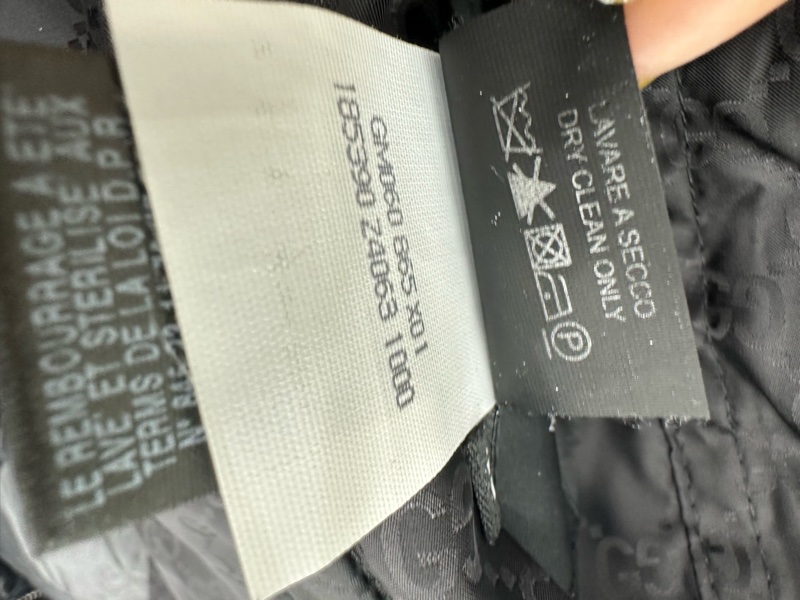 LE REMBOURRAGE A ETE
LAVE ET STERILISE AUX
TERMS DE LA LOI D.P.R.
GM060 865 X01
185390 24063 1000
LAVARE A SECCO
DRY CLEAN ONLY
P